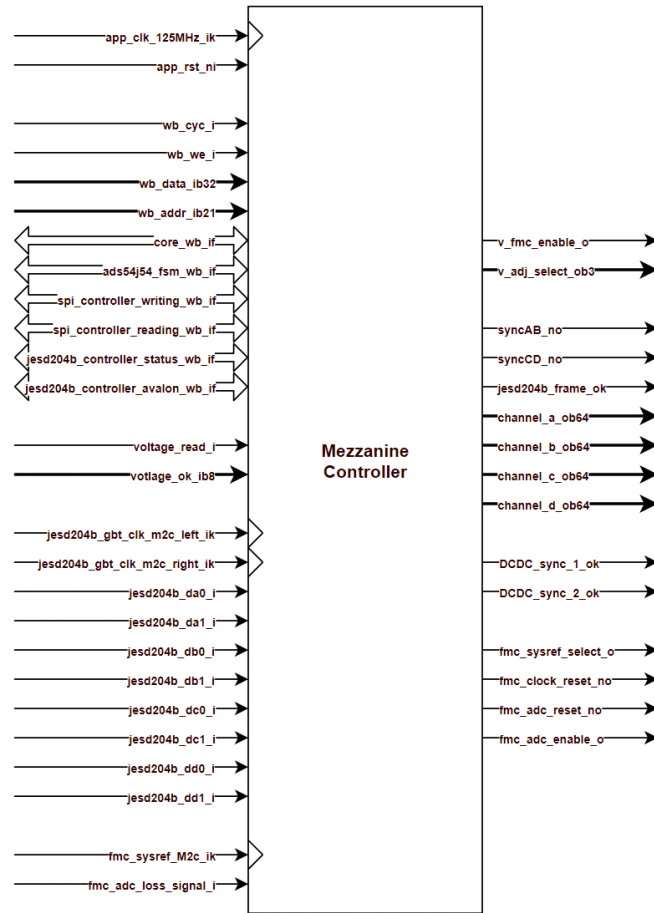 app_clk_125MHz_ik
app_rst_ni
wb_cyc_i
wb_we_i
wb_data_ib32
wb_addr_ib21
core_wb_if
ads54j54_fsm_wb_if
spi_controller_writing_wb_if
spi_controller_reading_wb_if
jesd204b_controller_status_wb_if
jesd204b_controller_avalon_wb_if
voltage_read_i
votlage_ok_ib8
jesd204b_gbt_clk_m2c_left_ik
jesd204b_gbt_clk_m2c_right_ik
jesd204b_da0_i
jesd204b_da1_i
jesd204b_db0_i
jesd204b_db1_i
jesd204b_dc0_i
jesd204b_dc1_i
jesd204b_dd0_i
jesd204b_dd1_i
fmc_sysref_M2c_ik
fmc_adc_loss_signal_i
Mezzanine
Controller
v_fmc_enable_o
v_adj_select_ob3
syncAB_no
syncCD_no
jesd204b_frame_ok
channel_a_ob64
channel_b_ob64
channel_c_ob64
channel_d_ob64
DCDC_sync_1_ok
DCDC_sync_2_ok
fmc_sysref_select_o
fmc_clock_reset_no
fmc_adc_reset_no
fmc_adc_enable_o